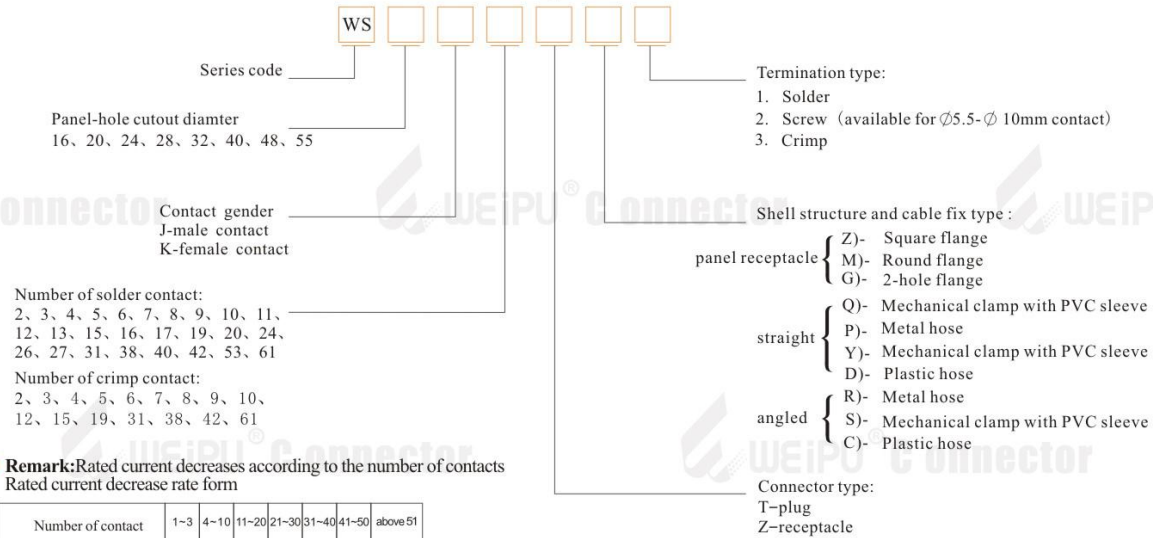 WS
Series code
Panel-hole cutout diamter
16、20、24、28、32、40、48、55
Contact gender
J-male contact
K-female contact
Number of solder contact:
2、3、4、5、6、7、8、9、10、11、
12、13、15、16、17、19、20、24、
26、27、31、38、40、42、53、61
Number of crimp contact:
2、3、4、5、6、7、8、9、10、
12、15、19、31、38、42、61
Remark:Rated current decreases according to the number of contacts
Rated current decrease rate form
Number of contact 1~3 4~10 11~20 21~30 31~40 41~50 above 51
Termination type:
1. Solder
2. Screw（available for ∅5.5-∅ 10mm contact）
3. Crimp
Shell structure and cable fix type :
panel receptacle
Z)- Square flange
M)- Round flange
G)- 2-hole flange
straight
Q)- Mechanical clamp with PVC sleeve
P)- Metal hose
Y)- Mechanical clamp with PVC sleeve
D)- Plastic hose
angled
R)- Metal hose
S)- Mechanical clamp with PVC sleeve
C)- Plastic hose
Connector type:
T-plug
Z-receptacle
onnector
WEiPU® Connector
WEiP
WEiPU® Connector
WEiPU® Connector